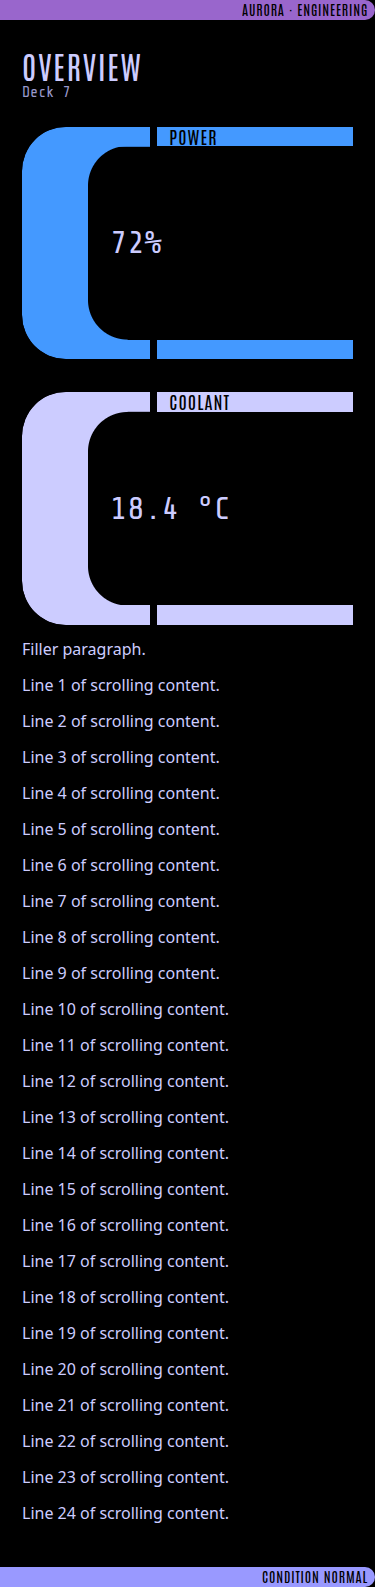 AURORA · ENGINEERING
OVERVIEW
Deck 7
POWER
72%
COOLANT
18.4 °C
Filler paragraph.
Line 1 of scrolling content.
Line 2 of scrolling content.
Line 3 of scrolling content.
Line 4 of scrolling content.
Line 5 of scrolling content.
Line 6 of scrolling content.
Line 7 of scrolling content.
Line 8 of scrolling content.
Line 9 of scrolling content.
Line 10 of scrolling content.
Line 11 of scrolling content.
Line 12 of scrolling content.
Line 13 of scrolling content.
Line 14 of scrolling content.
Line 15 of scrolling content.
Line 16 of scrolling content.
Line 17 of scrolling content.
Line 18 of scrolling content.
Line 19 of scrolling content.
Line 20 of scrolling content.
Line 21 of scrolling content.
Line 22 of scrolling content.
Line 23 of scrolling content.
Line 24 of scrolling content.
CONDITION NORMAL